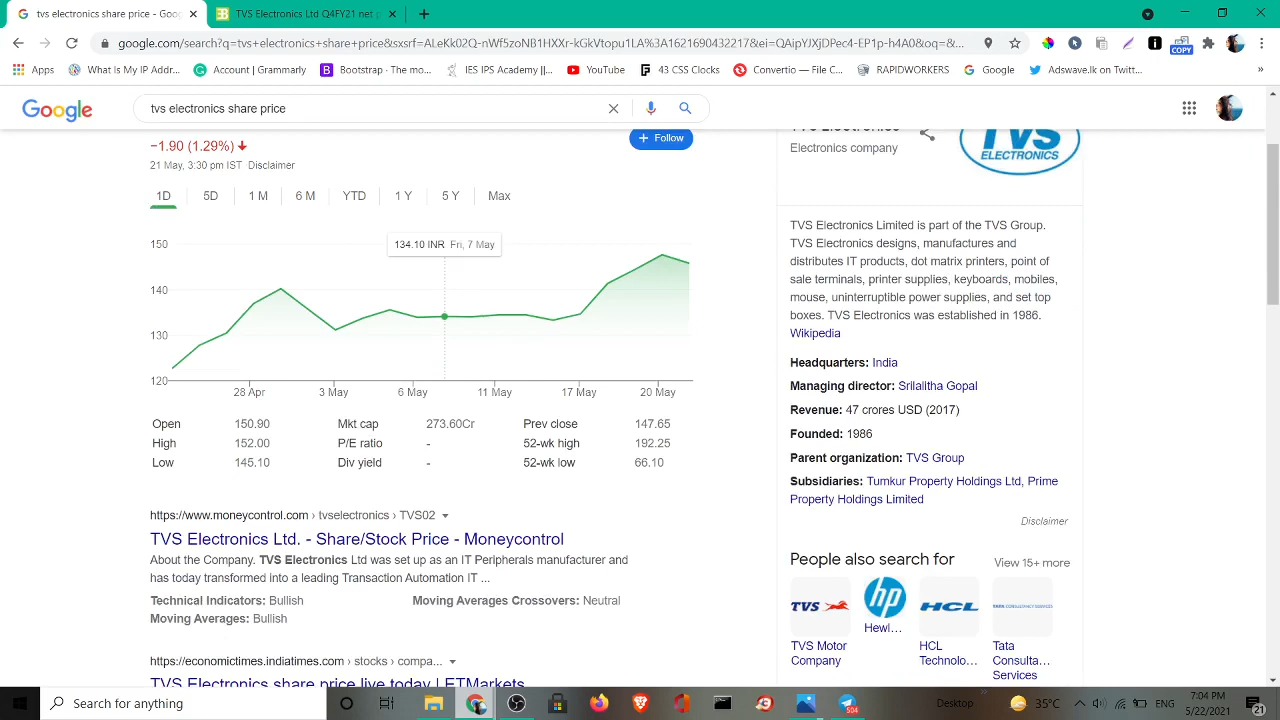 tvs electronics share price - Goo
TVS Electronics Ltd Q4FY21 net
google.com/search?q=tvs+electronics+share+price&sxsrf=
Apps
What Is My IP Addr...
Account | Grammarly
Bootstrap · The mo...
IES IPS Academy ||...
YouTube
43 CSS Clocks
Convertio — File C...
RAPIDWORKERS
Google
Adswave.lk on Twitt...
»
COPY
Google
tvs electronics share price
−1.90 (1.29%)
21 May, 3:30 pm IST Disclaimer
+ Follow
1D
5D
1 M
6 M
YTD
1 Y
5 Y
Max
134.10 INR Fri, 7 May
150
140
130
120
28 Apr
3 May
6 May
11 May
17 May
20 May
Open 150.90 Mkt cap 273.60Cr Prev close 147.65
High 152.00 P/E ratio - 52-wk high 192.25
Low 145.10 Div yield - 52-wk low 66.10
https://www.moneycontrol.com › tvselectronics › TVS02
TVS Electronics Ltd. - Share/Stock Price - Moneycontrol
About the Company. TVS Electronics Ltd was set up as an IT Peripherals manufacturer and
has today transformed into a leading Transaction Automation IT ...
Technical Indicators: Bullish
Moving Averages Crossovers: Neutral
Moving Averages: Bullish
https://economictimes.indiatimes.com › stocks › compa...
TVS Electronics share price live today | ETMarkets
TVS Electronics
Electronics company
TVS
ELECTRONICS
TVS Electronics Limited is part of the TVS Group.
TVS Electronics designs, manufactures and
distributes IT products, dot matrix printers, point of
sale terminals, printer supplies, keyboards, mobiles,
mouse, uninterruptible power supplies, and set top
boxes. TVS Electronics was established in 1986.
Wikipedia
Headquarters: India
Managing director: Srilalitha Gopal
Revenue: 47 crores USD (2017)
Founded: 1986
Parent organization: TVS Group
Subsidiaries: Tumkur Property Holdings Ltd, Prime
Property Holdings Limited
Disclaimer
People also search for
View 15+ more
TVS
hp
HCL
TATA CONSULTANCY SERVICES
TVS Motor
Company
Hewl...
HCL
Technolo...
Tata
Consulta...
Services
Search for anything
504
Desktop
»
35°C
ENG
7:04 PM
5/22/2021
21